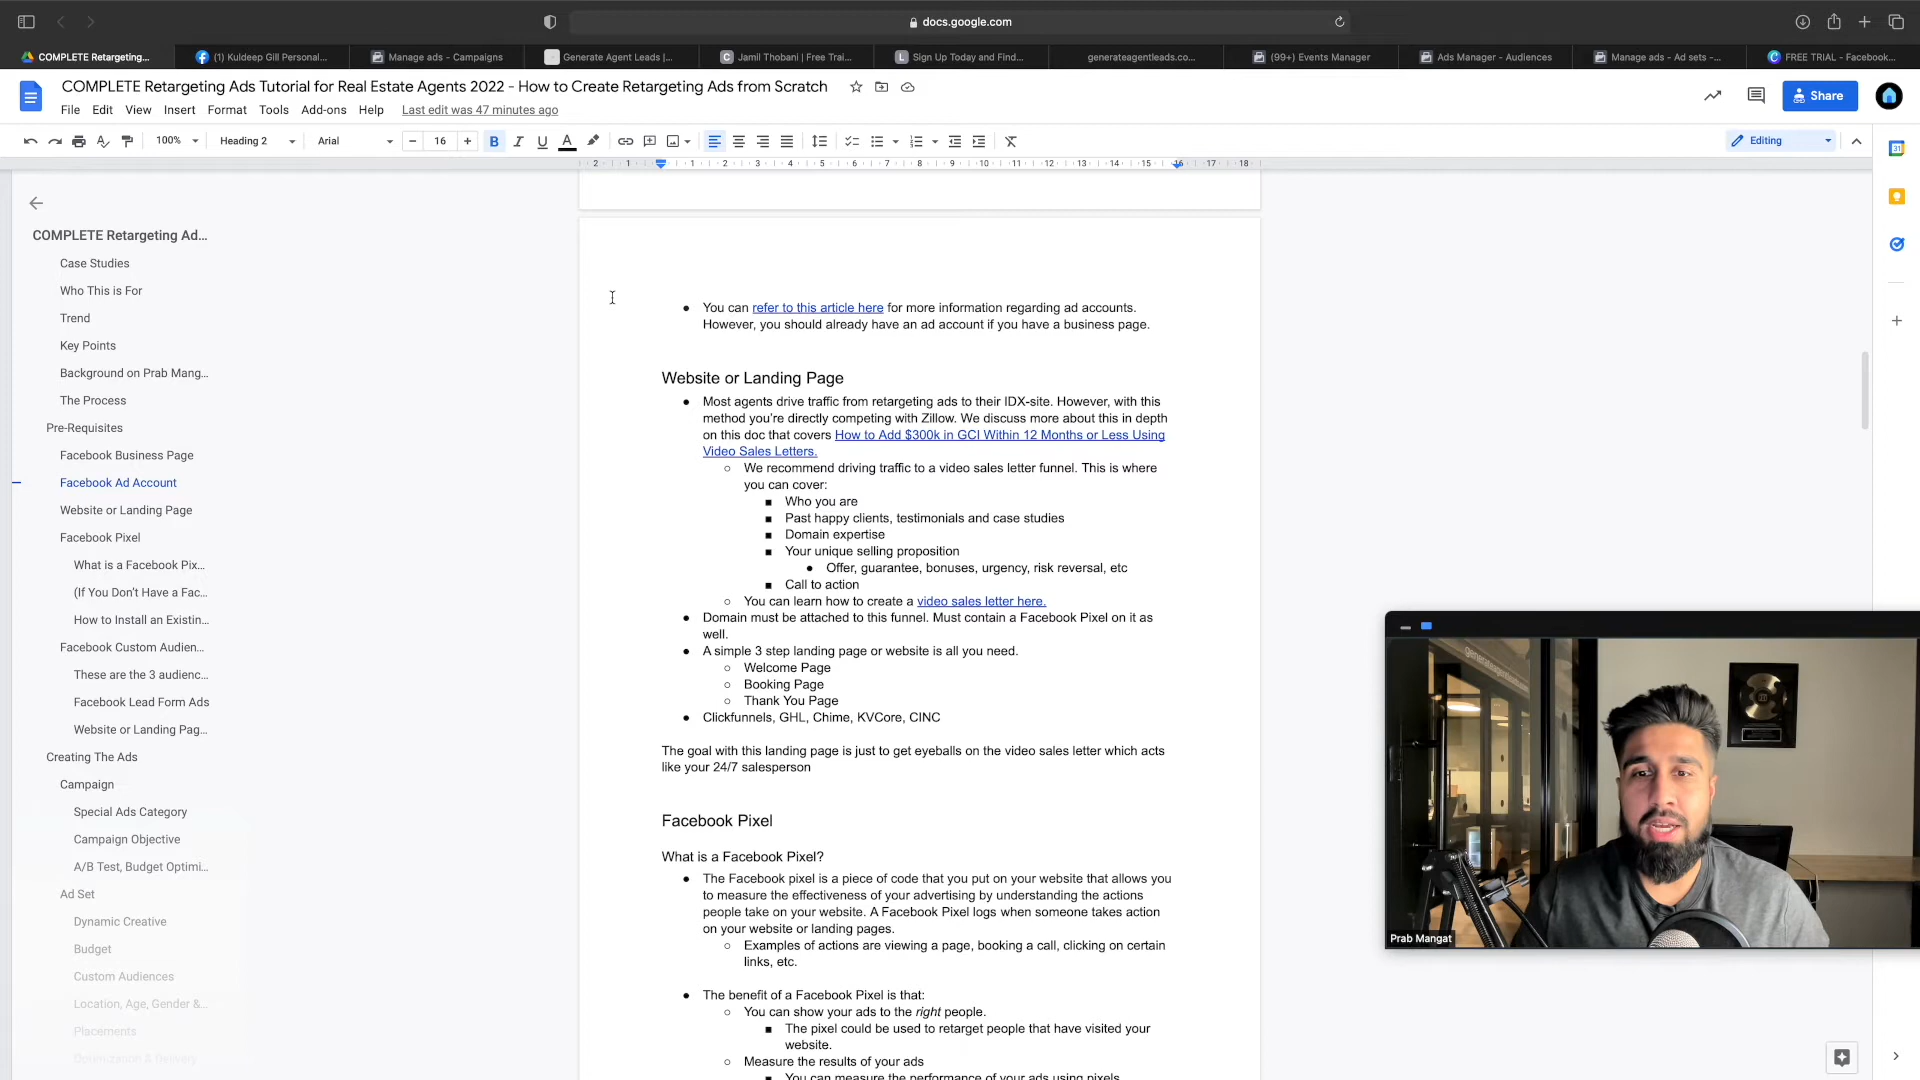 docs.google.com
COMPLETE Retargeting...
(1) Kuldeep Gill Personal...
Manage ads - Campaigns
Generate Agent Leads |...
Jamil Thobani | Free Trai...
Sign Up Today and Find...
generateagentleads.co...
(99+) Events Manager
Ads Manager - Audiences
Manage ads - Ad sets -...
FREE TRIAL - Facebook...
COMPLETE Retargeting Ads Tutorial for Real Estate Agents 2022 - How to Create Retargeting Ads from Scratch
File Edit View Insert Format Tools Add-ons Help Last edit was 47 minutes ago
Share
100% Heading 2 Arial 16
Editing
2 1 1 2 3 4 5 6 7 8 9 10 11 12 13 14 15 16 17 18
COMPLETE Retargeting Ad...
Case Studies
Who This is For
Trend
Key Points
Background on Prab Mang...
The Process
Pre-Requisites
Facebook Business Page
Facebook Ad Account
Website or Landing Page
Facebook Pixel
What is a Facebook Pix...
(If You Don't Have a Fac...
How to Install an Existin...
Facebook Custom Audien...
These are the 3 audienc...
Facebook Lead Form Ads
Website or Landing Pag...
Creating The Ads
Campaign
Special Ads Category
Campaign Objective
A/B Test, Budget Optimi...
Ad Set
Dynamic Creative
Budget
Custom Audiences
Location, Age, Gender &...
Placements
Optimization & Delivery
● You can refer to this article here for more information regarding ad accounts.
However, you should already have an ad account if you have a business page.
Website or Landing Page
● Most agents drive traffic from retargeting ads to their IDX-site. However, with this
method you're directly competing with Zillow. We discuss more about this in depth
on this doc that covers How to Add $300k in GCI Within 12 Months or Less Using
Video Sales Letters.
○ We recommend driving traffic to a video sales letter funnel. This is where
you can cover:
■ Who you are
■ Past happy clients, testimonials and case studies
■ Domain expertise
■ Your unique selling proposition
● Offer, guarantee, bonuses, urgency, risk reversal, etc
■ Call to action
○ You can learn how to create a video sales letter here.
● Domain must be attached to this funnel. Must contain a Facebook Pixel on it as
well.
● A simple 3 step landing page or website is all you need.
○ Welcome Page
○ Booking Page
○ Thank You Page
● Clickfunnels, GHL, Chime, KVCore, CINC
The goal with this landing page is just to get eyeballs on the video sales letter which acts
like your 24/7 salesperson
Facebook Pixel
What is a Facebook Pixel?
● The Facebook pixel is a piece of code that you put on your website that allows you
to measure the effectiveness of your advertising by understanding the actions
people take on your website. A Facebook Pixel logs when someone takes action
on your website or landing pages.
○ Examples of actions are viewing a page, booking a call, clicking on certain
links, etc.
● The benefit of a Facebook Pixel is that:
○ You can show your ads to the right people.
■ The pixel could be used to retarget people that have visited your
website.
○ Measure the results of your ads
■ You can measure the performance of your ads using pixels
Prab Mangat